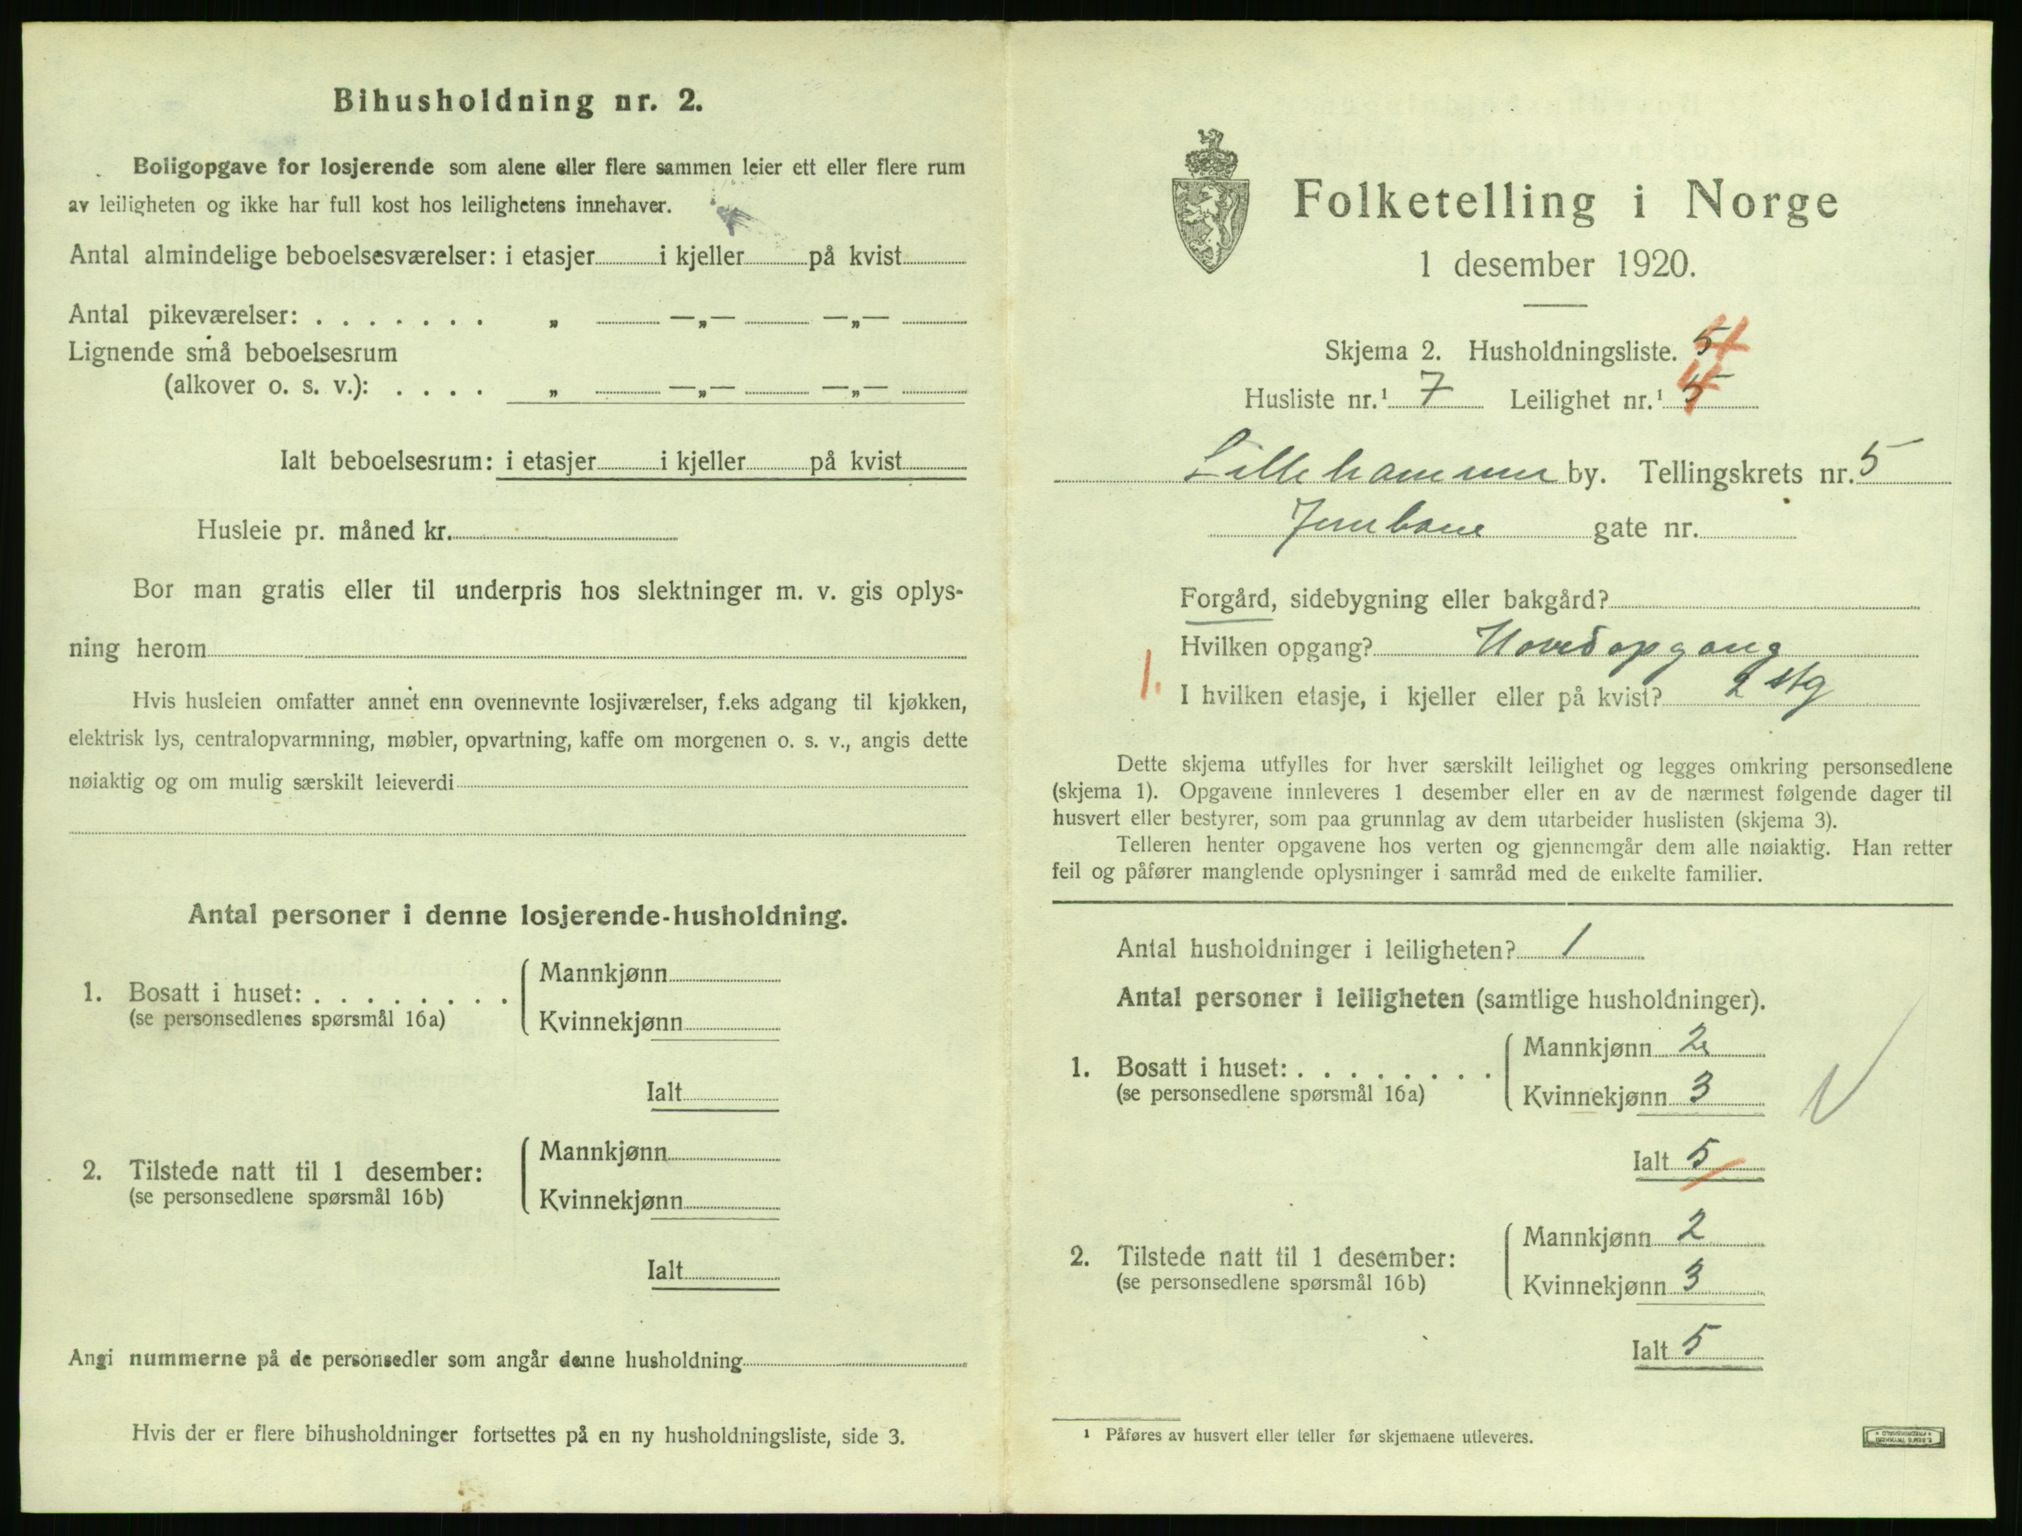 Bihusholdning nr. 2.
Boligopgave for losjerende som alene eller flere sammen leier ett eller flere rum
av leiligheten og ikke har full kost hos leilighetens innehaver.
Antal almindelige beboelsesværelser: i etasjer i kjeller på kvist
Antal pikeværelser: . . . . . . . „ —„— —„—
Lignende små beboelsesrum
(alkover o. s. v.): . . . . „ —„— —„—
Ialt beboelsesrum: i etasjer i kjeller på kvist
Husleie pr. måned kr.
Bor man gratis eller til underpris hos slektninger m. v. gis oplys-
ning herom
Hvis husleien omfatter annet enn ovennevnte losjiværelser, f.eks adgang til kjøkken,
elektrisk lys, centralopvarmning, møbler, opvartning, kaffe om morgenen o. s. v., angis dette
nøiaktig og om mulig særskilt leieverdi
Antal personer i denne losjerende-husholdning.
1. Bosatt i huset: . . . . . . . .
(se personsedlenes spørsmål 16a)
Mannkjønn
Kvinnekjønn
Ialt
2. Tilstede natt til 1 desember:
(se personsedlene spørsmål 16b)
Mannkjønn
Kvinnekjønn
Ialt
Angi nummerne på de personsedler som angår denne husholdning
Hvis der er flere bihusholdninger fortsettes på en ny husholdningsliste, side 3.
Folketelling i Norge
1 desember 1920.
Skjema 2. Husholdningsliste. 5 4
Husliste nr.¹ 7 Leilighet nr.¹ 5 4
Lillehammer by. Tellingskrets nr. 5
Jernbane gate nr.
Forgård, sidebygning eller bakgård?
Hvilken opgang? Hovedopgang
1. I hvilken etasje, i kjeller eller på kvist? 2 etg
Dette skjema utfylles for hver særskilt leilighet og legges omkring personsedlene
(skjema 1). Opgavene innleveres 1 desember eller en av de nærmest følgende dager til
husvert eller bestyrer, som paa grunnlag av dem utarbeider huslisten (skjema 3).
Telleren henter opgavene hos verten og gjennemgår dem alle nøiaktig. Han retter
feil og påfører manglende oplysninger i samråd med de enkelte familier.
Antal husholdninger i leiligheten? 1
Antal personer i leiligheten (samtlige husholdninger).
1. Bosatt i huset: . . . . . . . .
(se personsedlene spørsmål 16a)
Mannkjønn 2
Kvinnekjønn 3
Ialt 5
2. Tilstede natt til 1 desember:
(se personsedlene spørsmål 16b)
Mannkjønn 2
Kvinnekjønn 3
Ialt 5
¹ Påføres av husvert eller teller før skjemaene utleveres.